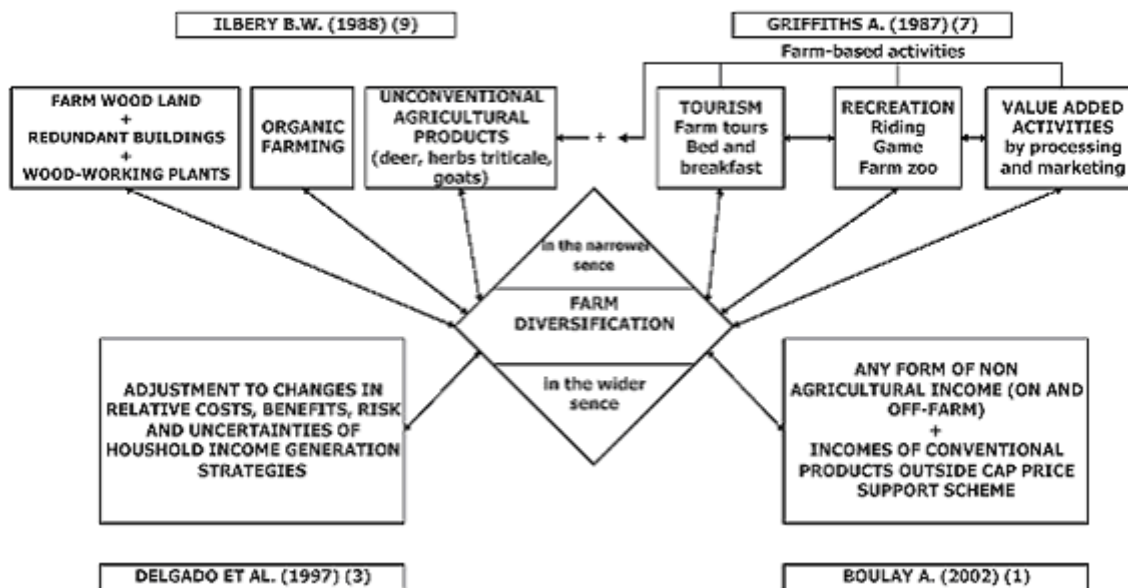 ILBERY B.W. (1988) (9)
GRIFFITHS A. (1987) (7)
Farm-based activities
FARM WOOD LAND
+
REDUNDANT BUILDINGS
+
WOOD-WORKING PLANTS
ORGANIC
FARMING
UNCONVENTIONAL
AGRICULTURAL
PRODUCTS
(deer, herbs triticale,
goats)
+
TOURISM
Farm tours
Bed and
breakfast
RECREATION
Riding
Game
Farm zoo
VALUE ADDED
ACTIVITIES
by processing
and marketing
in the narrower
sence
FARM
DIVERSIFICATION
in the wider
sence
ADJUSTMENT TO CHANGES IN
RELATIVE COSTS, BENEFITS, RISK
AND UNCERTAINTIES OF
HOUSHOLD INCOME GENERATION
STRATEGIES
ANY FORM OF NON
AGRICULTURAL INCOME (ON AND
OFF-FARM)
+
INCOMES OF CONVENTIONAL
PRODUCTS OUTSIDE CAP PRICE
SUPPORT SCHEME
DELGADO ET AL. (1997) (3)
BOULAY A. (2002) (1)